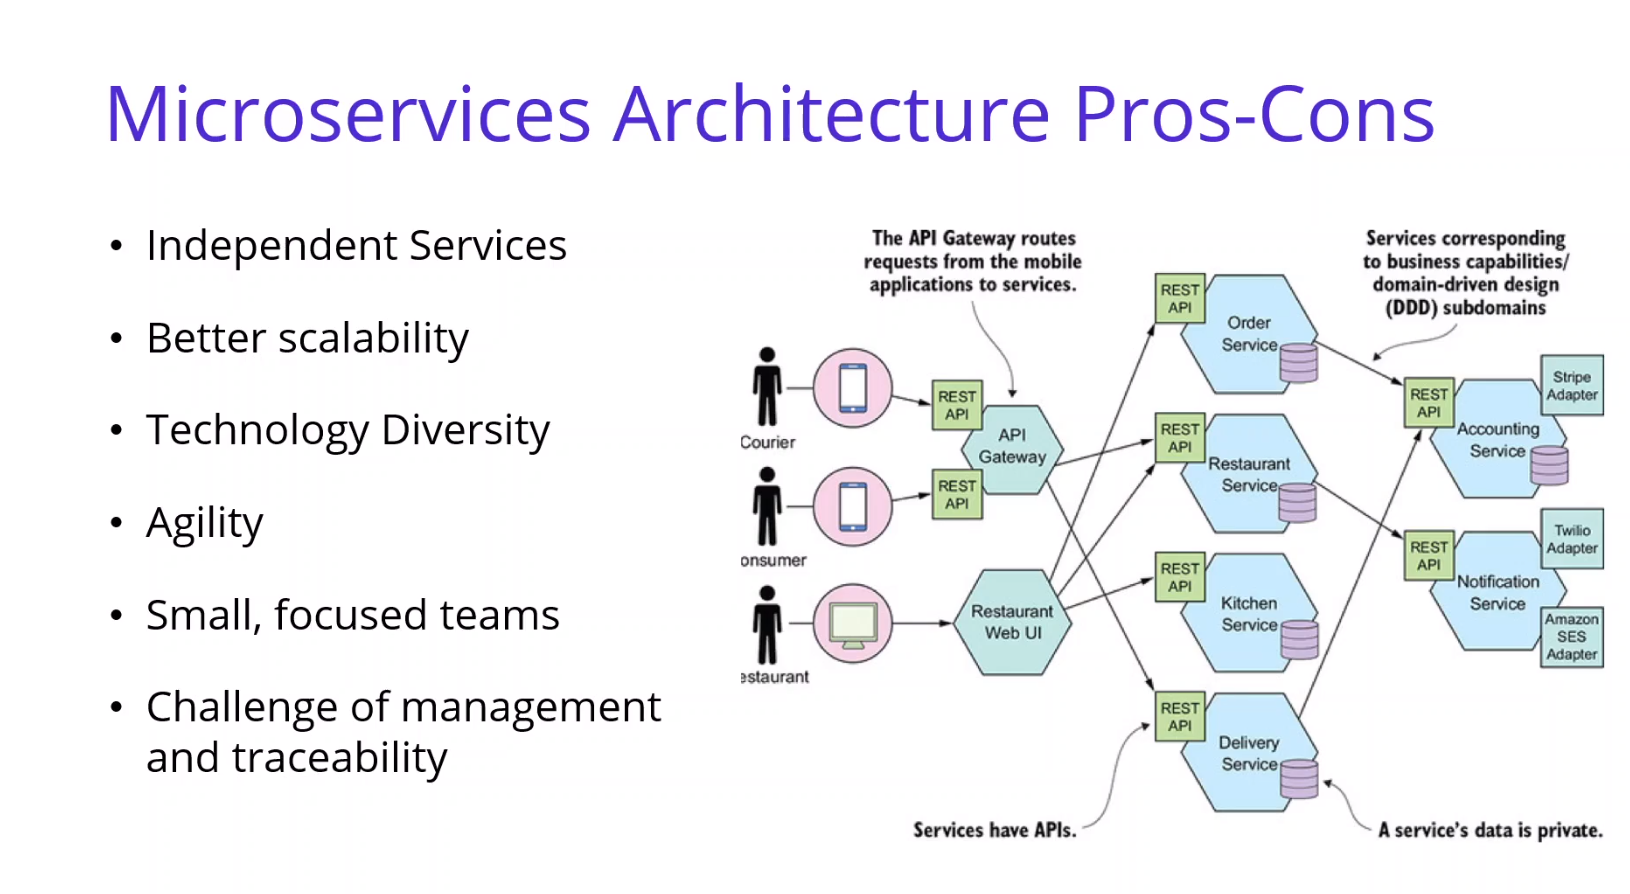 Microservices Architecture Pros-Cons
• Independent Services
• Better scalability
• Technology Diversity
• Agility
• Small, focused teams
• Challenge of management
and traceability
The API Gateway routes
requests from the mobile
applications to services.
Services corresponding
to business capabilities/
domain-driven design
(DDD) subdomains
Courier
onsumer
estaurant
REST
API
REST
API
API
Gateway
Restaurant
Web UI
REST
API
Order
Service
REST
API
Restaurant
Service
REST
API
Kitchen
Service
REST
API
Delivery
Service
REST
API
Accounting
Service
Stripe
Adapter
REST
API
Notification
Service
Twilio
Adapter
Amazon
SES
Adapter
Services have APIs.
A service's data is private.